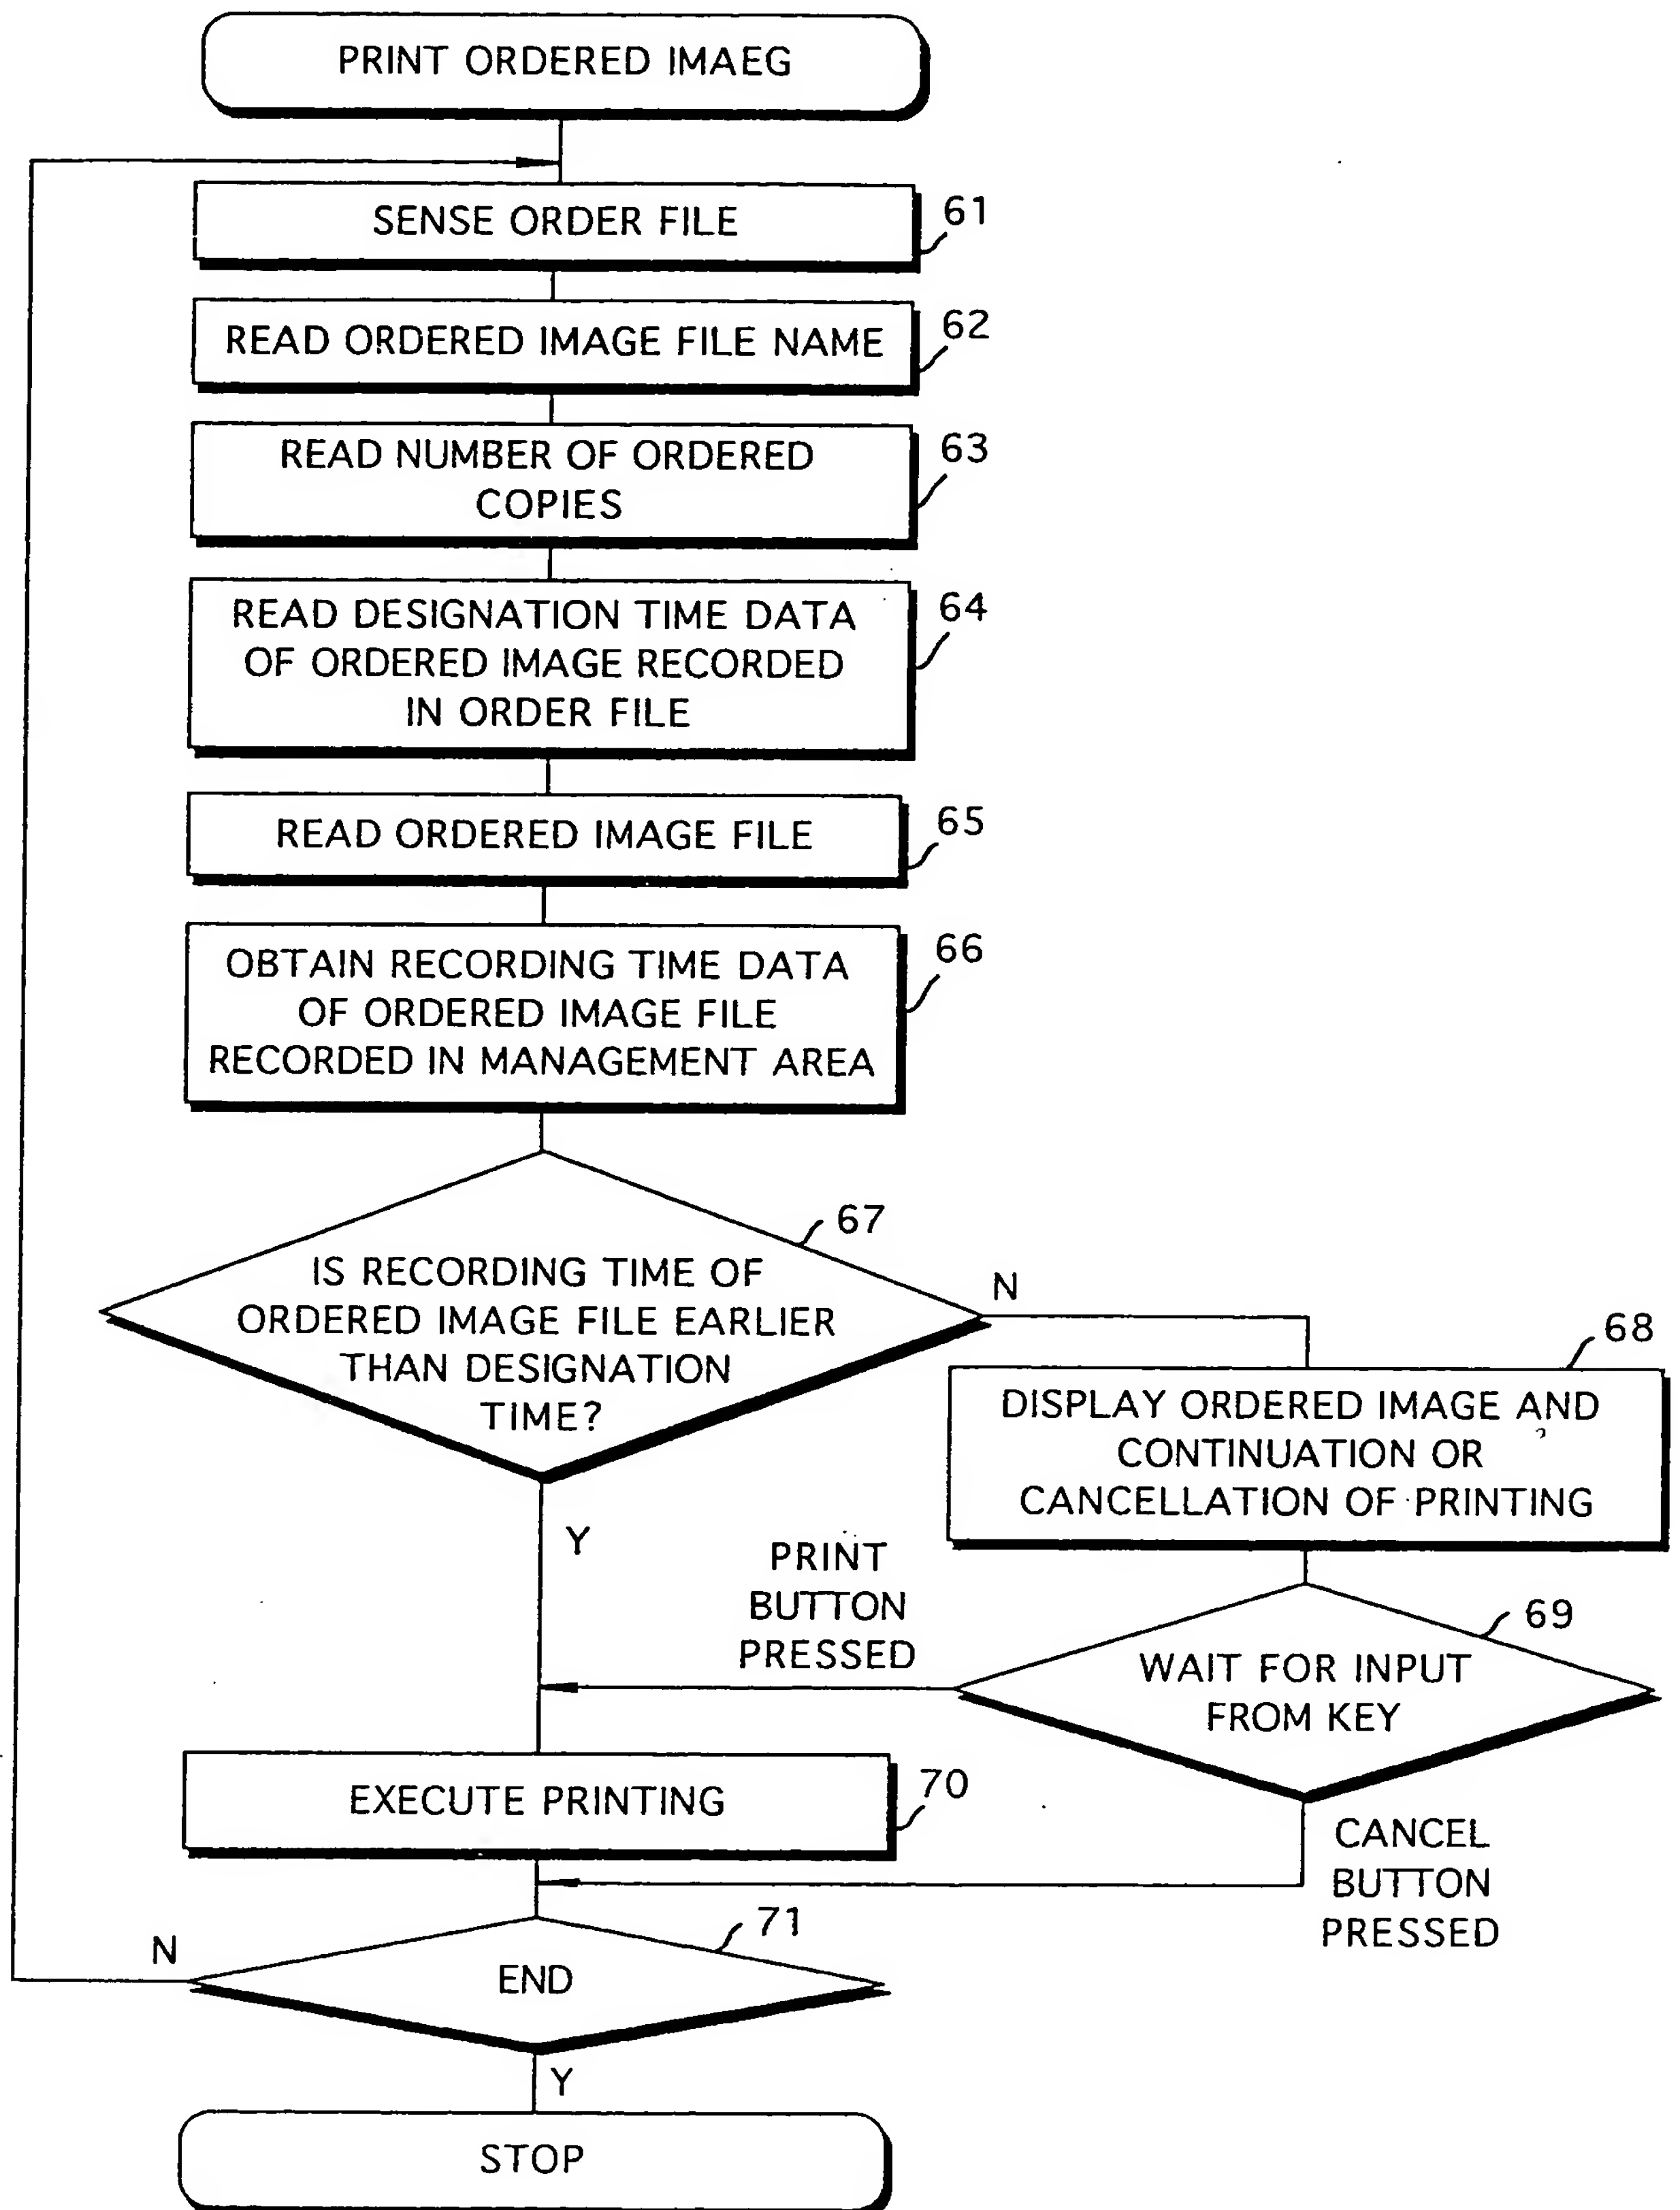 PRINT ORDERED IMAEG
SENSE ORDER FILE
61
READ ORDERED IMAGE FILE NAME
62
READ NUMBER OF ORDERED
COPIES
63
READ DESIGNATION TIME DATA
OF ORDERED IMAGE RECORDED
IN ORDER FILE
64
READ ORDERED IMAGE FILE
65
OBTAIN RECORDING TIME DATA
OF ORDERED IMAGE FILE
RECORDED IN MANAGEMENT AREA
66
67
IS RECORDING TIME OF
ORDERED IMAGE FILE EARLIER
THAN DESIGNATION
TIME?
N
Y
68
DISPLAY ORDERED IMAGE AND
CONTINUATION OR
CANCELLATION OF PRINTING
PRINT
BUTTON
PRESSED
69
WAIT FOR INPUT
FROM KEY
EXECUTE PRINTING
70
CANCEL
BUTTON
PRESSED
71
N
END
Y
STOP